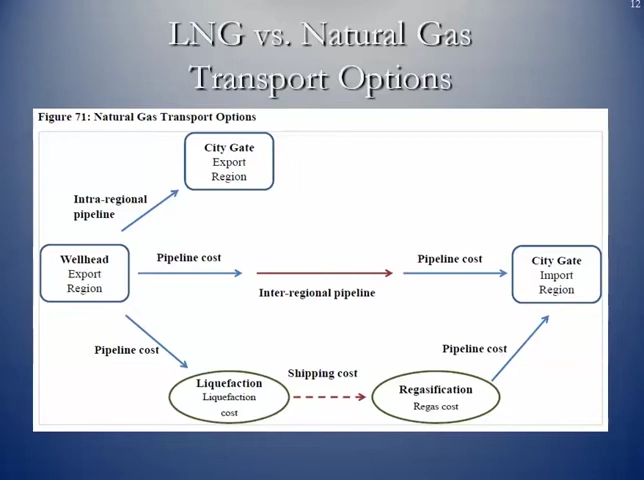 12
LNG vs. Natural Gas
Transport Options
Figure 71: Natural Gas Transport Options
City Gate
Export
Region
Intra-regional
pipeline
Wellhead
Export
Region
Pipeline cost
Inter-regional pipeline
Pipeline cost
City Gate
Import
Region
Pipeline cost
Liquefaction
Liquefaction
cost
Shipping cost
Regasification
Regas cost
Pipeline cost